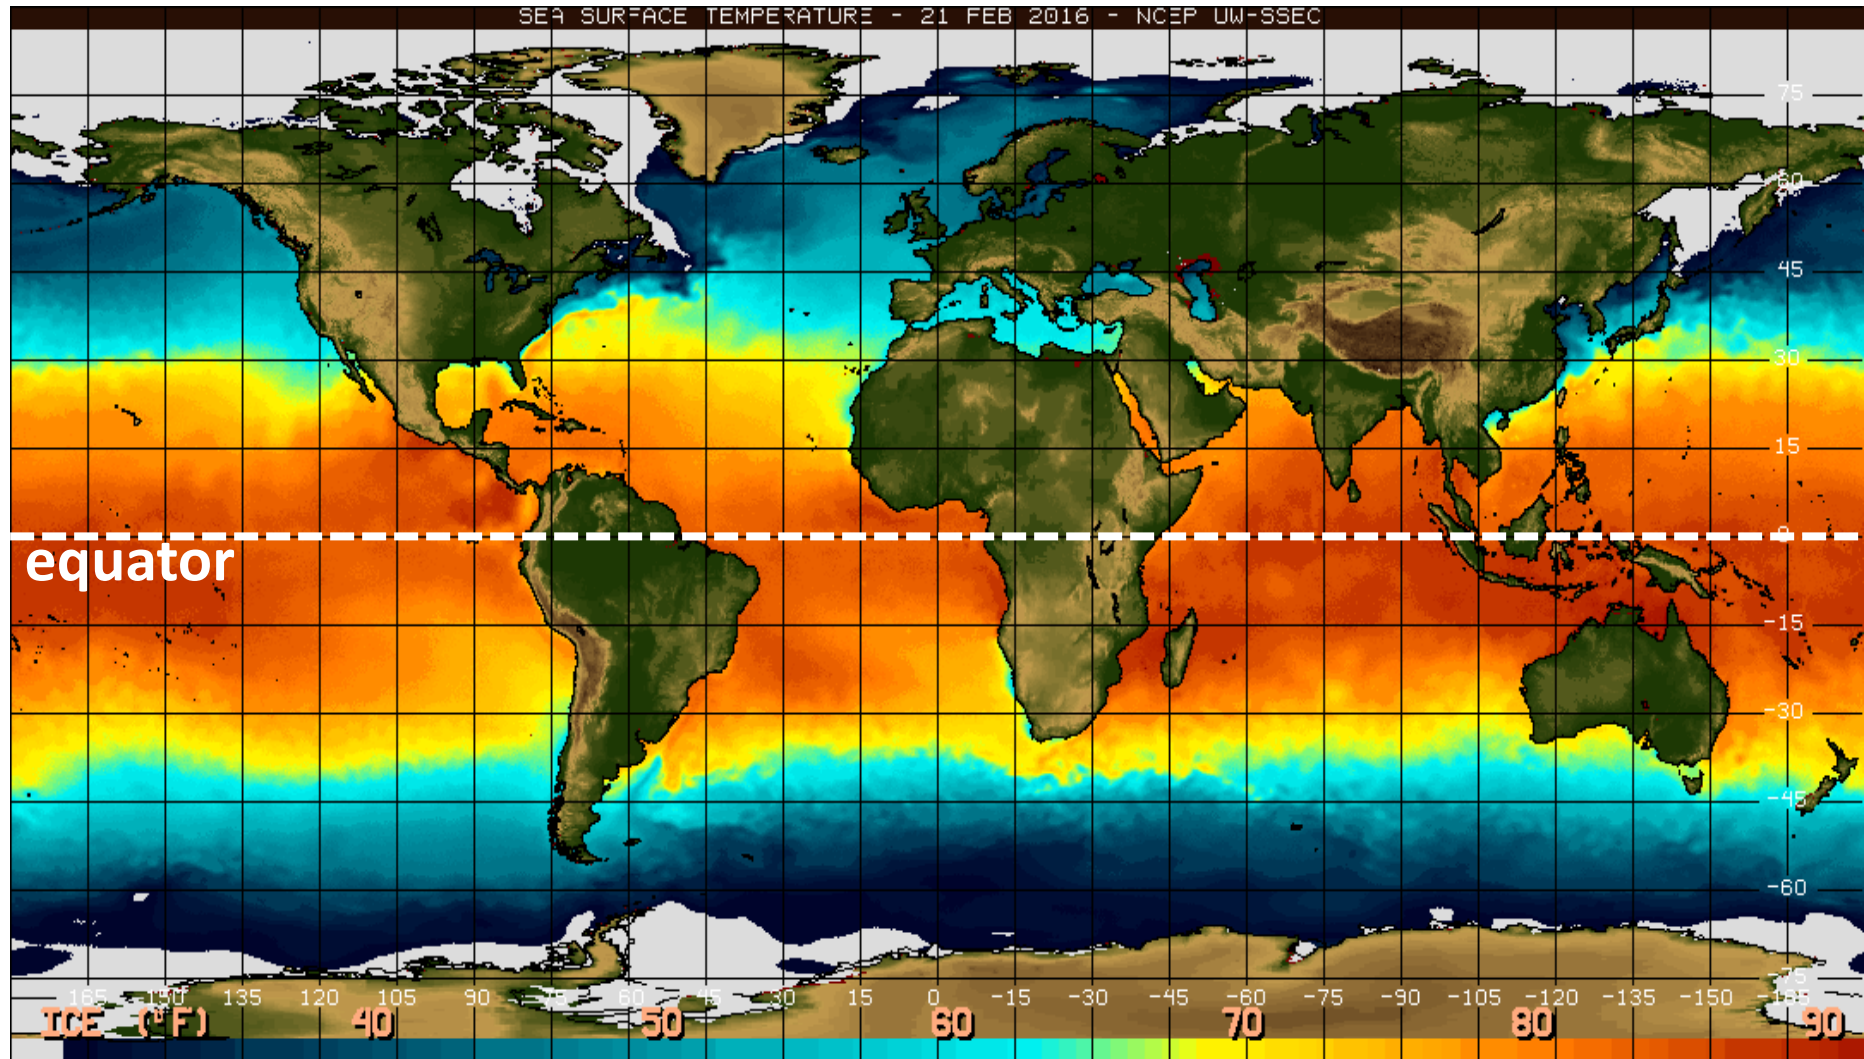 SEA SURFACE TEMPERATURE - 21 FEB 2016 - NCEP UW-SSEC
75
60
45
30
15
0
equator
-15
-30
-45
-60
-75
165 150 135 120 105 90 75 60 45 30 15 0 -15 -30 -45 -60 -75 -90 -105 -120 -135 -150 -165
ICE (°F) 40 50 60 70 80 90